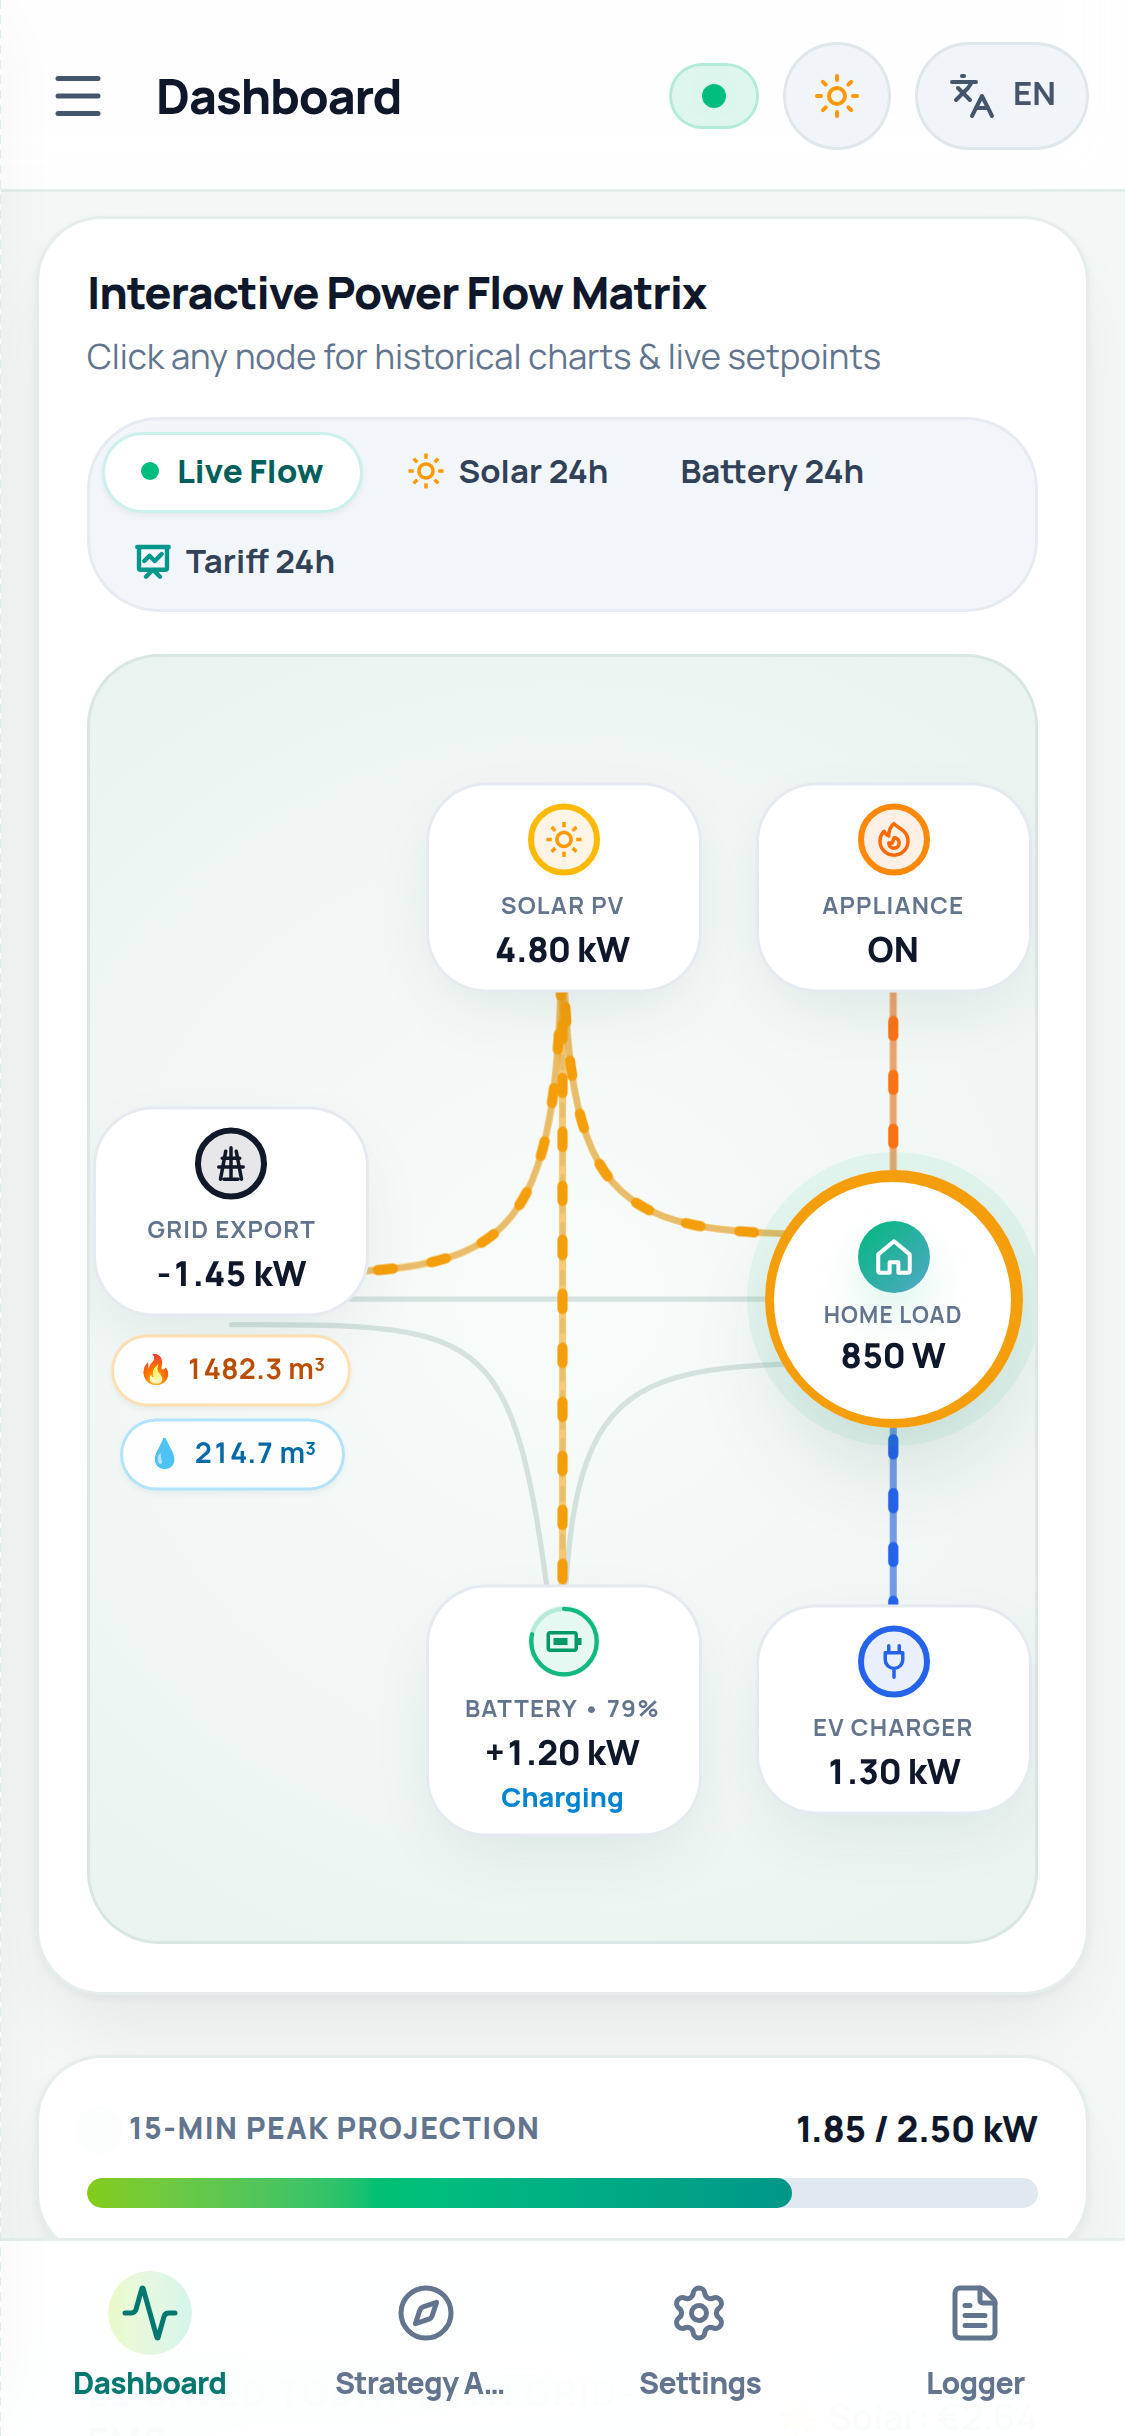 Dashboard
EN
Interactive Power Flow Matrix
Click any node for historical charts & live setpoints
Live Flow
Solar 24h
Battery 24h
Tariff 24h
SOLAR PV
4.80 kW
APPLIANCE
ON
GRID EXPORT
-1.45 kW
1482.3 m³
214.7 m³
HOME LOAD
850 W
BATTERY • 79%
+1.20 kW
Charging
EV CHARGER
1.30 kW
15-MIN PEAK PROJECTION
1.85 / 2.50 kW
Dashboard
Strategy A...
Settings
Logger
Solar: €2.64